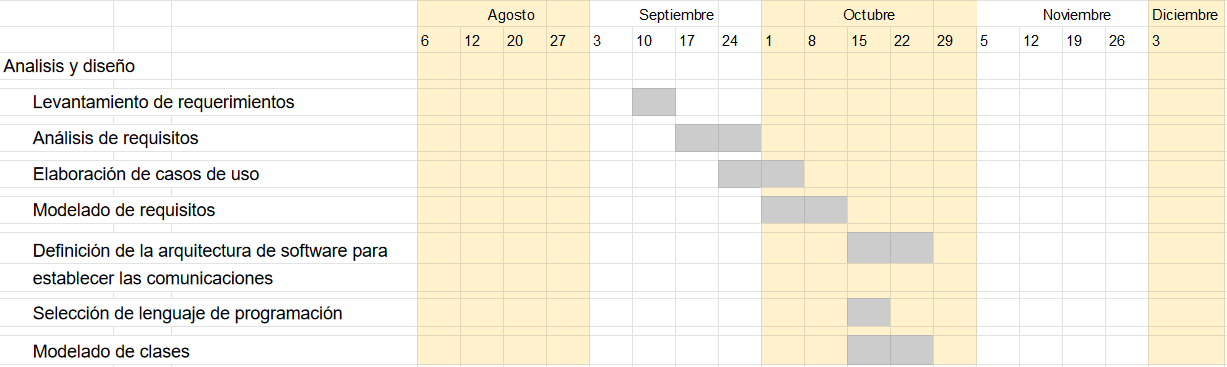 Agosto Septiembre Octubre Noviembre Diciembre
6 12 20 27 3 10 17 24 1 8 15 22 29 5 12 19 26 3
Analisis y diseño
Levantamiento de requerimientos
Análisis de requisitos
Elaboración de casos de uso
Modelado de requisitos
Definición de la arquitectura de software para
establecer las comunicaciones
Selección de lenguaje de programación
Modelado de clases